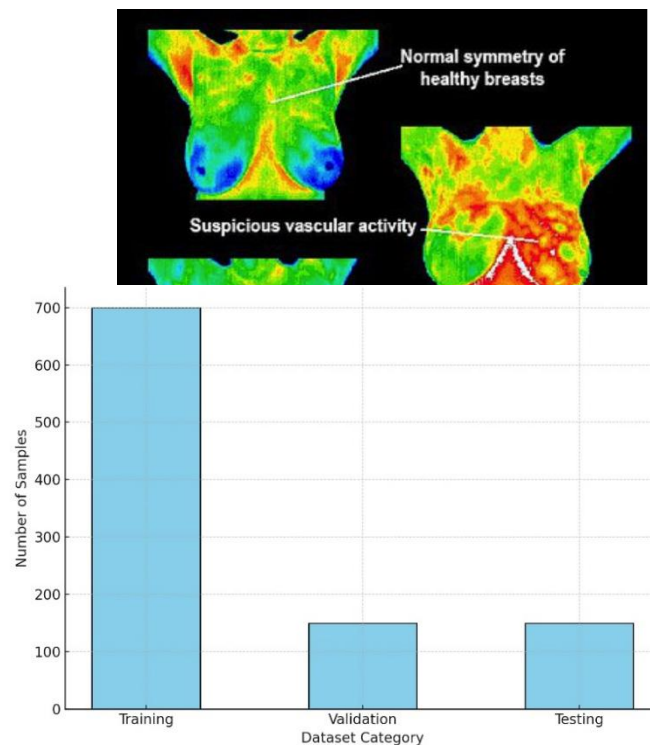 Normal symmetry of
healthy breasts
Suspicious vascular activity
700
600
500
400
300
200
100
0
Number of Samples
Training
Validation
Testing
Dataset Category